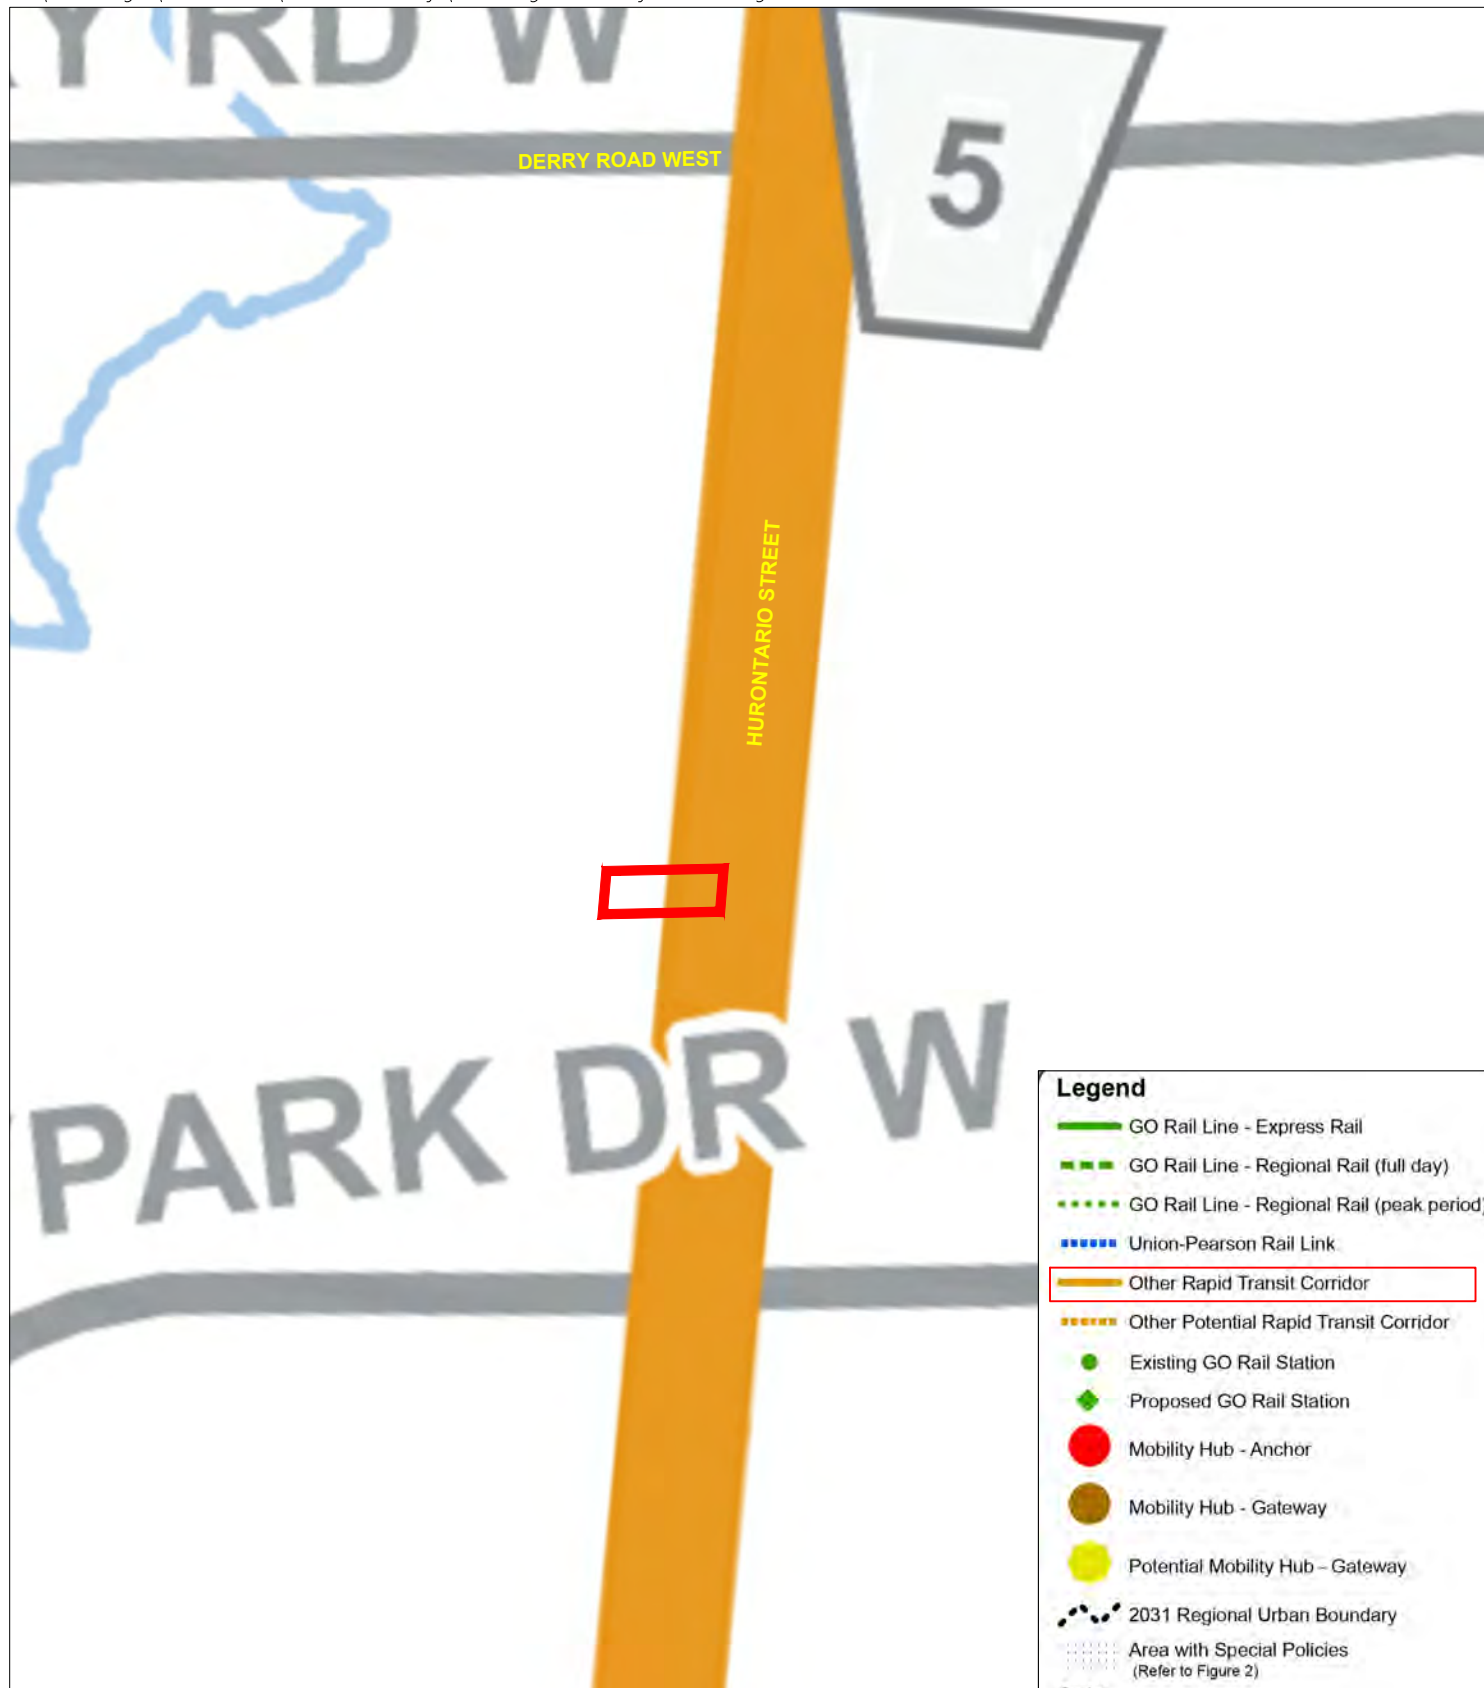 RY RD W
5
DERRY ROAD WEST
HURONTARIO STREET
PARK DR W
Legend
GO Rail Line - Express Rail
GO Rail Line - Regional Rail (full day)
GO Rail Line - Regional Rail (peak period)
Union-Pearson Rail Link
Other Rapid Transit Corridor
Other Potential Rapid Transit Corridor
Existing GO Rail Station
Proposed GO Rail Station
Mobility Hub - Anchor
Mobility Hub - Gateway
Potential Mobility Hub - Gateway
2031 Regional Urban Boundary
Area with Special Policies
(Refer to Figure 2)